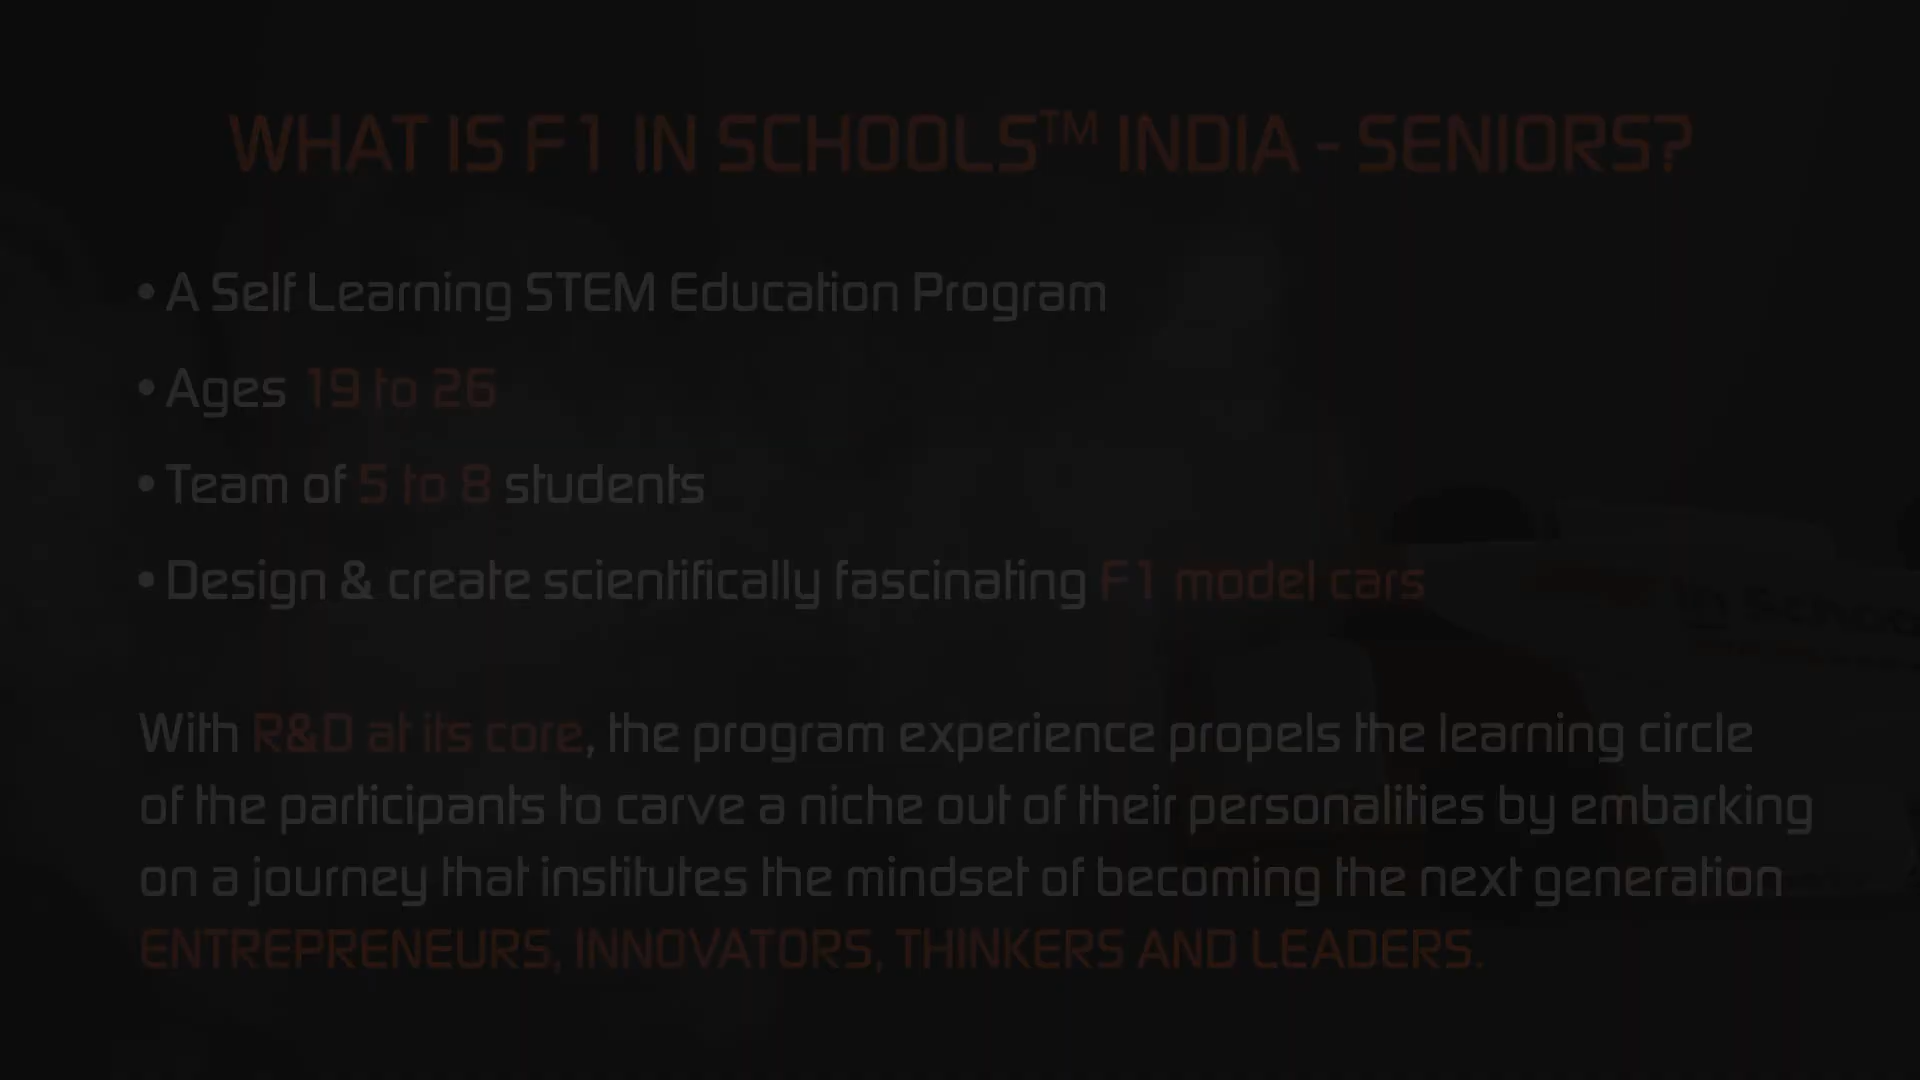 WHAT IS F1 IN SCHOOLS™ INDIA - SENIORS?
• A Self Learning STEM Education Program
• Ages 19 to 26
• Team of 5 to 8 students
• Design & create scientifically fascinating F1 model cars
in Schools
With R&D at its core, the program experience propels the learning circle
of the participants to carve a niche out of their personalities by embarking
on a journey that institutes the mindset of becoming the next generation
ENTREPRENEURS, INNOVATORS, THINKERS AND LEADERS.